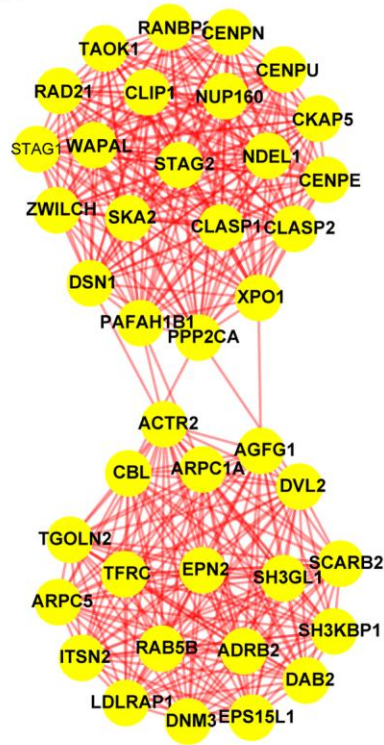 RANBP2
CENPN
TAOK1
CENPU
RAD21
CLIP1
NUP160
CKAP5
STAG1
WAPAL
STAG2
NDEL1
CENPE
ZWILCH
SKA2
CLASP1
CLASP2
DSN1
XPO1
PAFAH1B1
PPP2CA
ACTR2
AGFG1
CBL
ARPC1A
DVL2
TGOLN2
TFRC
EPN2
SH3GL1
SCARB2
ARPC5
SH3KBP1
ITSN2
RAB5B
ADRB2
DAB2
LDLRAP1
DNM3
EPS15L1